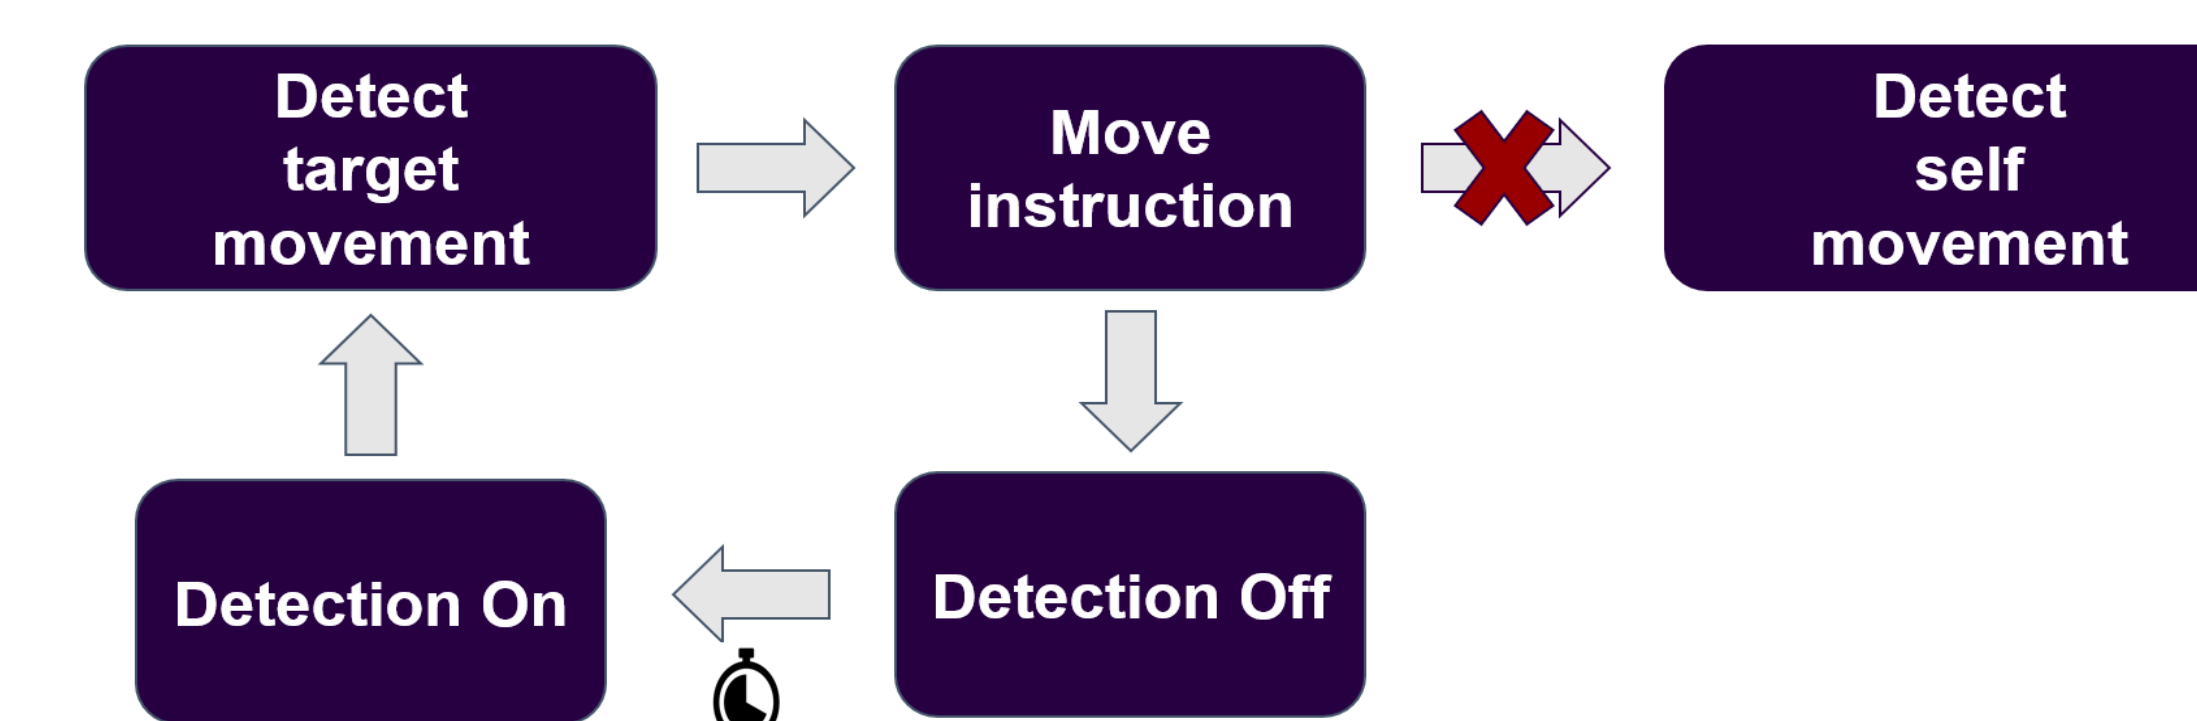 Detect
target
movement
Move
instruction
Detect
self
movement
Detection On
Detection Off